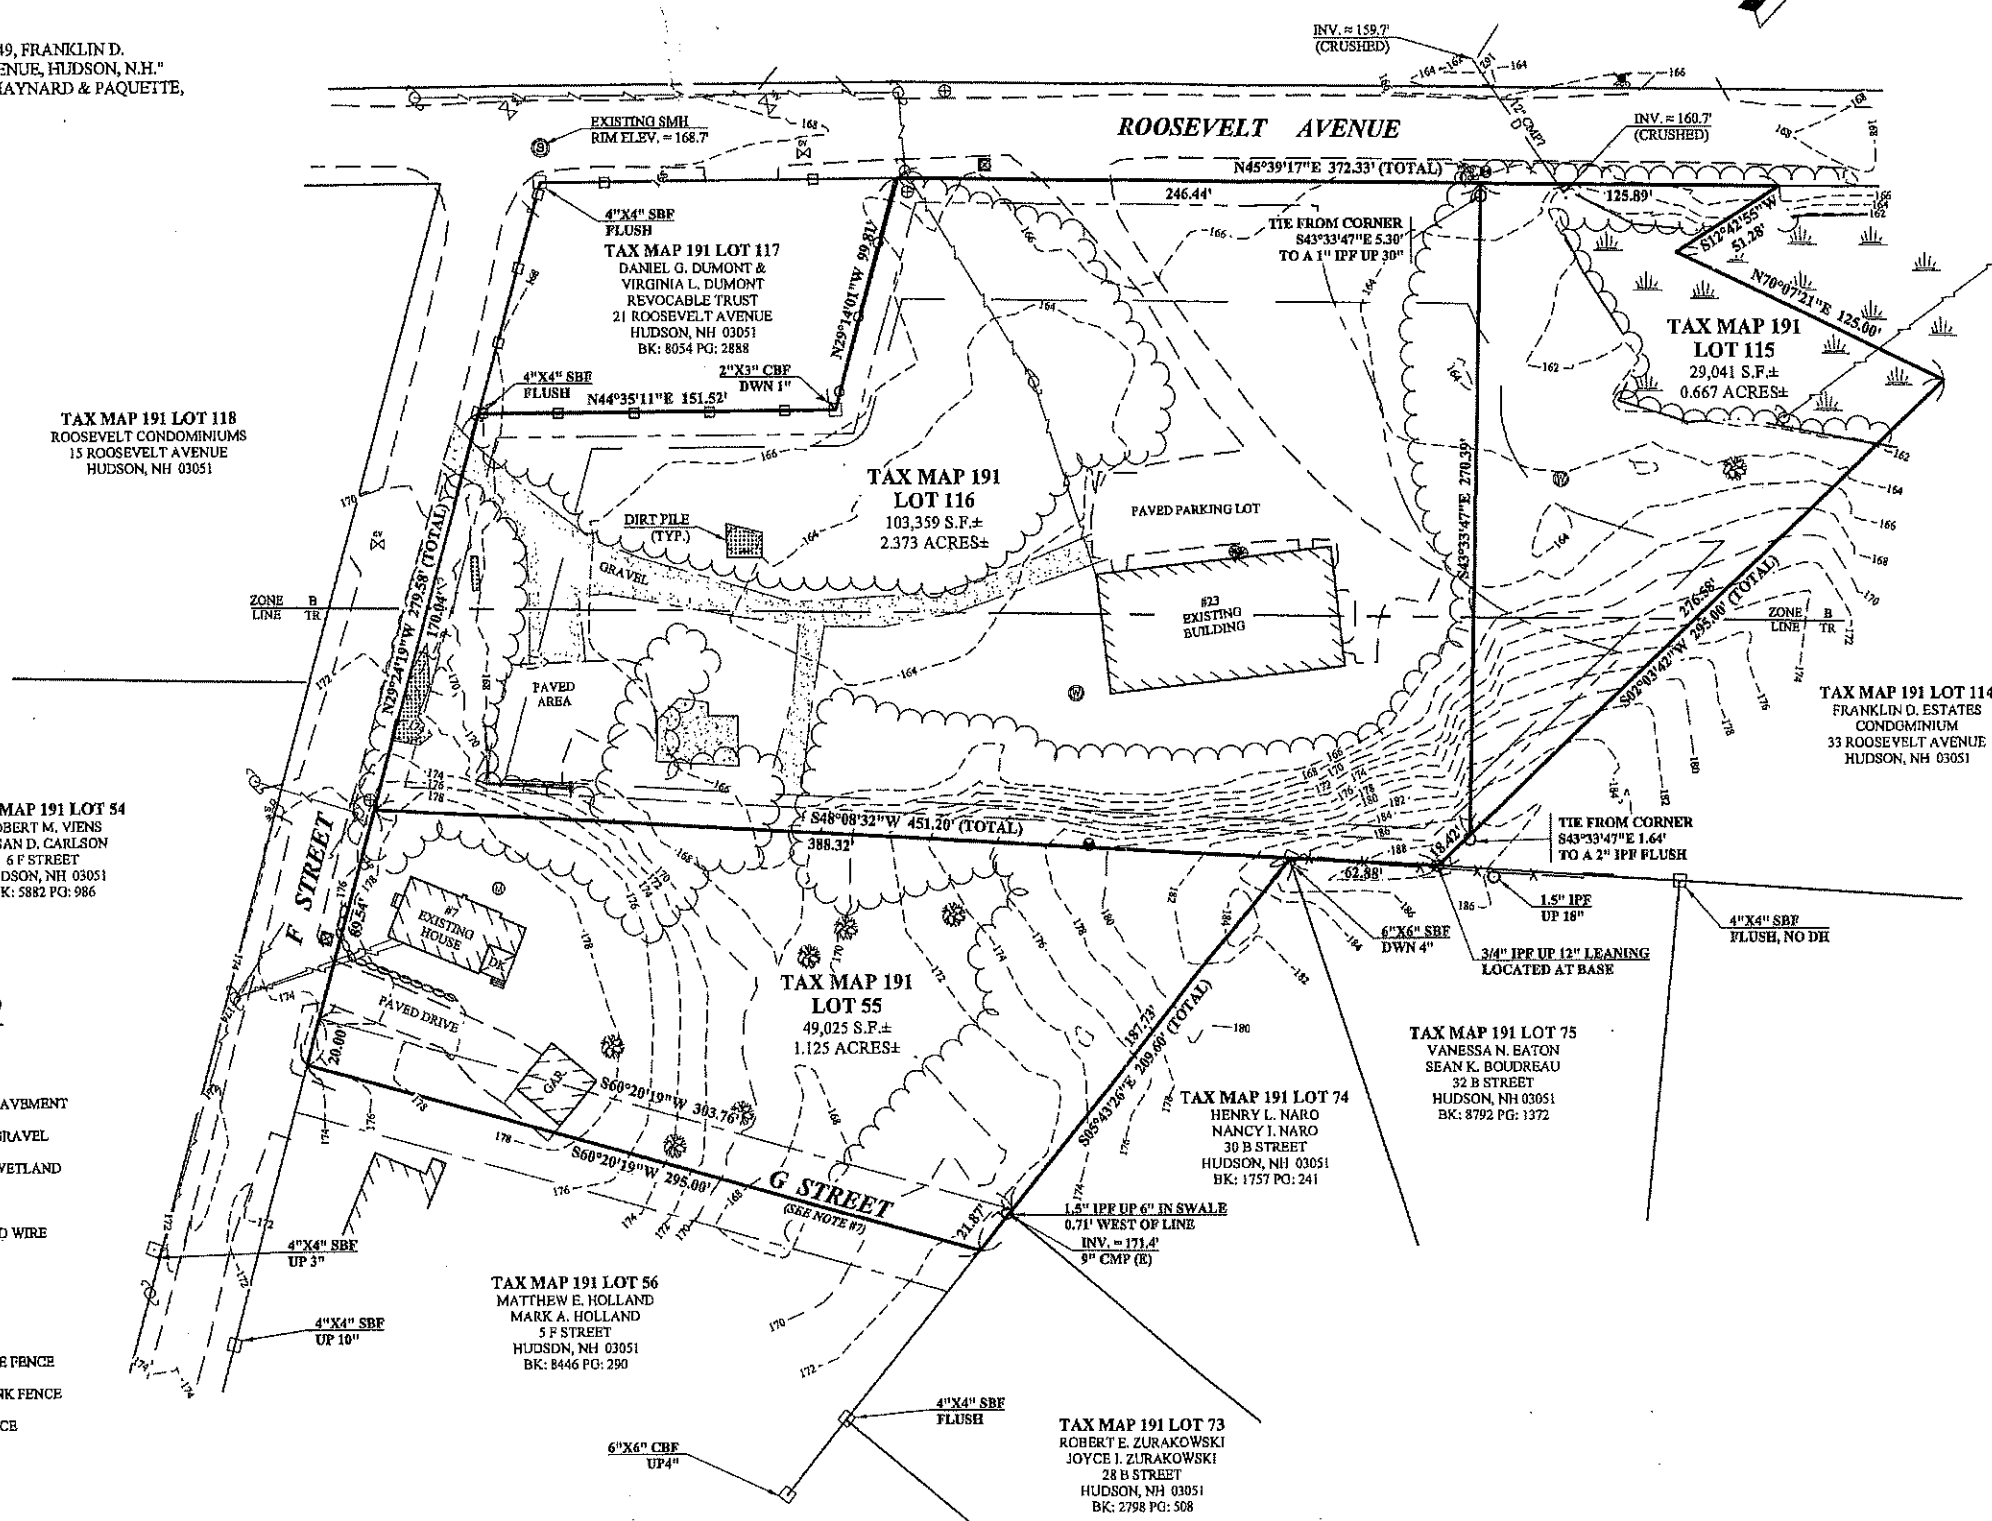 49, FRANKLIN D.
ENUE, HUDSON, N.H."
MAYNARD & PAQUETTE,
INV. ≈ 159.7'
(CRUSHED)
EXISTING SMH
RIM ELEV. = 168.7'
ROOSEVELT AVENUE
12" CMP?
D
INV. ≈ 160.7'
(CRUSHED)
N45°39'17"E 372.33' (TOTAL)
246.44'
125.89'
4"X4" SBF
FLUSH
TAX MAP 191 LOT 117
DANIEL G. DUMONT &
VIRGINIA L. DUMONT
REVOCABLE TRUST
21 ROOSEVELT AVENUE
HUDSON, NH 03051
BK: 8054 PG: 2888
N29°14'01"W 99.81'
TIE FROM CORNER
S43°33'47"E 5.30'
TO A 1" IPF UP 30"
S12°42'55"W
51.28'
N70°07'21"E 125.00'
TAX MAP 191
LOT 115
29,041 S.F.±
0.667 ACRES±
4"X4" SBF
FLUSH
2"X3" CBF
DWN 1"
N44°35'11"E 151.52'
TAX MAP 191 LOT 118
ROOSEVELT CONDOMINIUMS
15 ROOSEVELT AVENUE
HUDSON, NH 03051
TAX MAP 191
LOT 116
103,359 S.F.±
2.373 ACRES±
PAVED PARKING LOT
S43°33'47"E 270.39'
DIRT PILE
(TYP.)
GRAVEL
N29°24'19"W 279.58' (TOTAL)
170.04'
ZONE B
LINE TR
#23
EXISTING
BUILDING
276.58'
S02°03'42"W 295.00' (TOTAL)
ZONE B
LINE TR
PAVED
AREA
TAX MAP 191 LOT 114
FRANKLIN D. ESTATES
CONDOMINIUM
33 ROOSEVELT AVENUE
HUDSON, NH 03051
MAP 191 LOT 54
OBERT M. VIENS
SAN D. CARLSON
6 F STREET
DSON, NH 03051
K: 5882 PG: 986
F STREET
S48°08'32"W 451.20' (TOTAL)
388.32'
62.88'
18.42'
TIE FROM CORNER
S43°33'47"E 1.64'
TO A 2" IPF FLUSH
1.5" IPF
UP 18"
4"X4" SBF
FLUSH, NO DH
6"X6" SBF
DWN 4"
3/4" IPF UP 12" LEANING
LOCATED AT BASE
89.54'
#7
EXISTING
HOUSE
DK
PAVED DRIVE
20.00'
GAR.
TAX MAP 191
LOT 55
49,025 S.F.±
1.125 ACRES±
187.73'
S05°43'26"E 209.60' (TOTAL)
TAX MAP 191 LOT 75
VANESSA N. EATON
SEAN K. BOUDREAU
32 B STREET
HUDSON, NH 03051
BK: 8792 PG: 1372
TAX MAP 191 LOT 74
HENRY L. NARO
NANCY I. NARO
30 B STREET
HUDSON, NH 03051
BK: 1757 PG: 241
S60°20'19"W 303.76'
S60°20'19"W 295.00'
G STREET
(SEE NOTE #7)
21.87'
1.5" IPF UP 6" IN SWALE
0.71' WEST OF LINE
INV. = 171.4'
9" CMP (E)
AVEMENT
GRAVEL
WETLAND
D WIRE
4"X4" SBF
UP 3"
4"X4" SBF
UP 10"
E FENCE
NK FENCE
CE
TAX MAP 191 LOT 56
MATTHEW E. HOLLAND
MARK A. HOLLAND
5 F STREET
HUDSON, NH 03051
BK: 8446 PG: 290
4"X4" SBF
FLUSH
6"X6" CBF
UP4"
TAX MAP 191 LOT 73
ROBERT E. ZURAKOWSKI
JOYCE I. ZURAKOWSKI
28 B STREET
HUDSON, NH 03051
BK: 2798 PG: 508